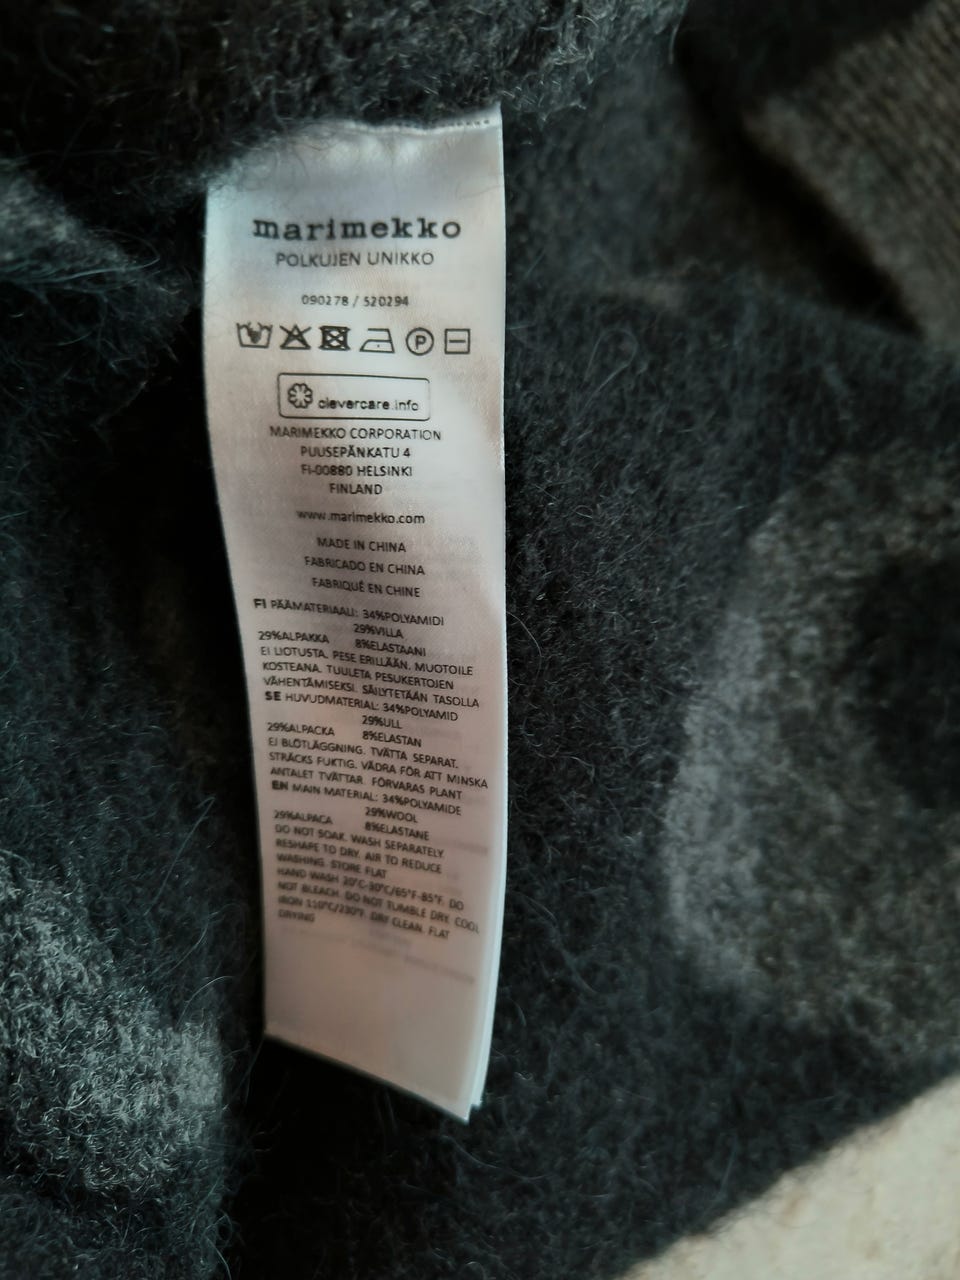 marimekko
POLKUJEN UNIKKO
090278 / 520294
P
clevercare.info
MARIMEKKO CORPORATION
PUUSEPÄNKATU 4
FI-00880 HELSINKI
FINLAND
www.marimekko.com
MADE IN CHINA
FABRICADO EN CHINA
FABRIQUÉ EN CHINE
FI PÄÄMATERIAALI: 34%POLYAMIDI
29%VILLA
29%ALPAKKA 8%ELASTAANI
EI LIOTUSTA. PESE ERILLÄÄN. MUOTOILE
KOSTEANA. TUULETA PESUKERTOJEN
VÄHENTÄMISEKSI. SÄILYTETÄÄN TASOLLA
SE HUVUDMATERIAL: 34%POLYAMID
29%ULL
29%ALPACKA 8%ELASTAN
EJ BLÖTLÄGGNING. TVÄTTA SEPARAT.
STRÄCKS FUKTIG. VÄDRA FÖR ATT MINSKA
ANTALET TVÄTTAR. FÖRVARAS PLANT
EN MAIN MATERIAL: 34%POLYAMIDE
29%WOOL
29%ALPACA 8%ELASTANE
DO NOT SOAK. WASH SEPARATELY.
RESHAPE TO DRY. AIR TO REDUCE
WASHING. STORE FLAT
HAND WASH 20°C-30°C/65°F-85°F. DO
NOT BLEACH. DO NOT TUMBLE DRY. COOL
IRON 110°C/230°F. DRY CLEAN. FLAT
DRYING